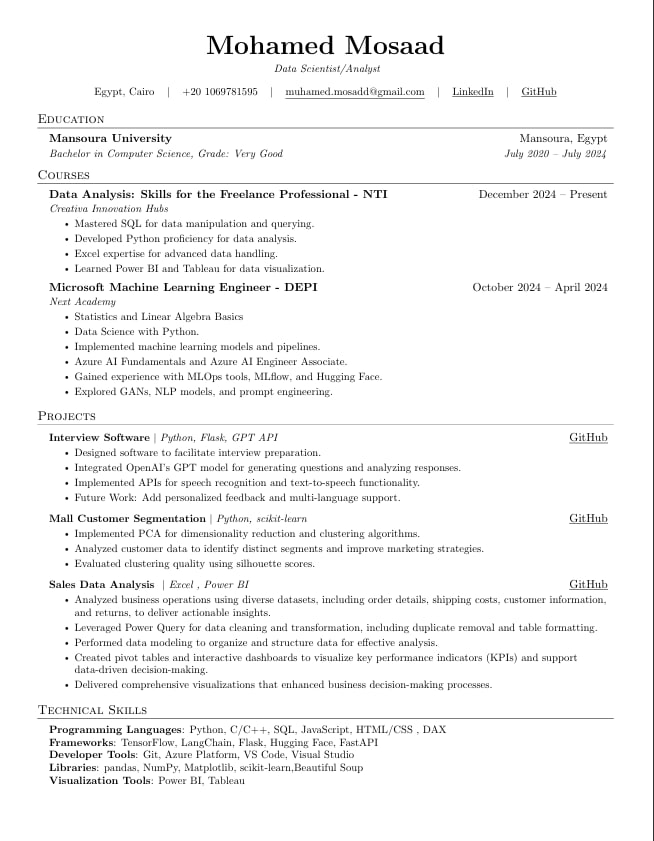 Mohamed Mosaad
Data Scientist/Analyst
Egypt, Cairo | +20 1069781595 | muhamed.mosadd@gmail.com | LinkedIn | GitHub
Education
Mansoura University Mansoura, Egypt
Bachelor in Computer Science, Grade: Very Good July 2020 – July 2024
Courses
Data Analysis: Skills for the Freelance Professional - NTI December 2024 – Present
Creativa Innovation Hubs
• Mastered SQL for data manipulation and querying.
• Developed Python proficiency for data analysis.
• Excel expertise for advanced data handling.
• Learned Power BI and Tableau for data visualization.
Microsoft Machine Learning Engineer - DEPI October 2024 – April 2024
Next Academy
• Statistics and Linear Algebra Basics
• Data Science with Python.
• Implemented machine learning models and pipelines.
• Azure AI Fundamentals and Azure AI Engineer Associate.
• Gained experience with MLOps tools, MLflow, and Hugging Face.
• Explored GANs, NLP models, and prompt engineering.
Projects
Interview Software | Python, Flask, GPT API GitHub
• Designed software to facilitate interview preparation.
• Integrated OpenAI's GPT model for generating questions and analyzing responses.
• Implemented APIs for speech recognition and text-to-speech functionality.
• Future Work: Add personalized feedback and multi-language support.
Mall Customer Segmentation | Python, scikit-learn GitHub
• Implemented PCA for dimensionality reduction and clustering algorithms.
• Analyzed customer data to identify distinct segments and improve marketing strategies.
• Evaluated clustering quality using silhouette scores.
Sales Data Analysis | Excel , Power BI GitHub
• Analyzed business operations using diverse datasets, including order details, shipping costs, customer information,
and returns, to deliver actionable insights.
• Leveraged Power Query for data cleaning and transformation, including duplicate removal and table formatting.
• Performed data modeling to organize and structure data for effective analysis.
• Created pivot tables and interactive dashboards to visualize key performance indicators (KPIs) and support
data-driven decision-making.
• Delivered comprehensive visualizations that enhanced business decision-making processes.
Technical Skills
Programming Languages: Python, C/C++, SQL, JavaScript, HTML/CSS , DAX
Frameworks: TensorFlow, LangChain, Flask, Hugging Face, FastAPI
Developer Tools: Git, Azure Platform, VS Code, Visual Studio
Libraries: pandas, NumPy, Matplotlib, scikit-learn,Beautiful Soup
Visualization Tools: Power BI, Tableau